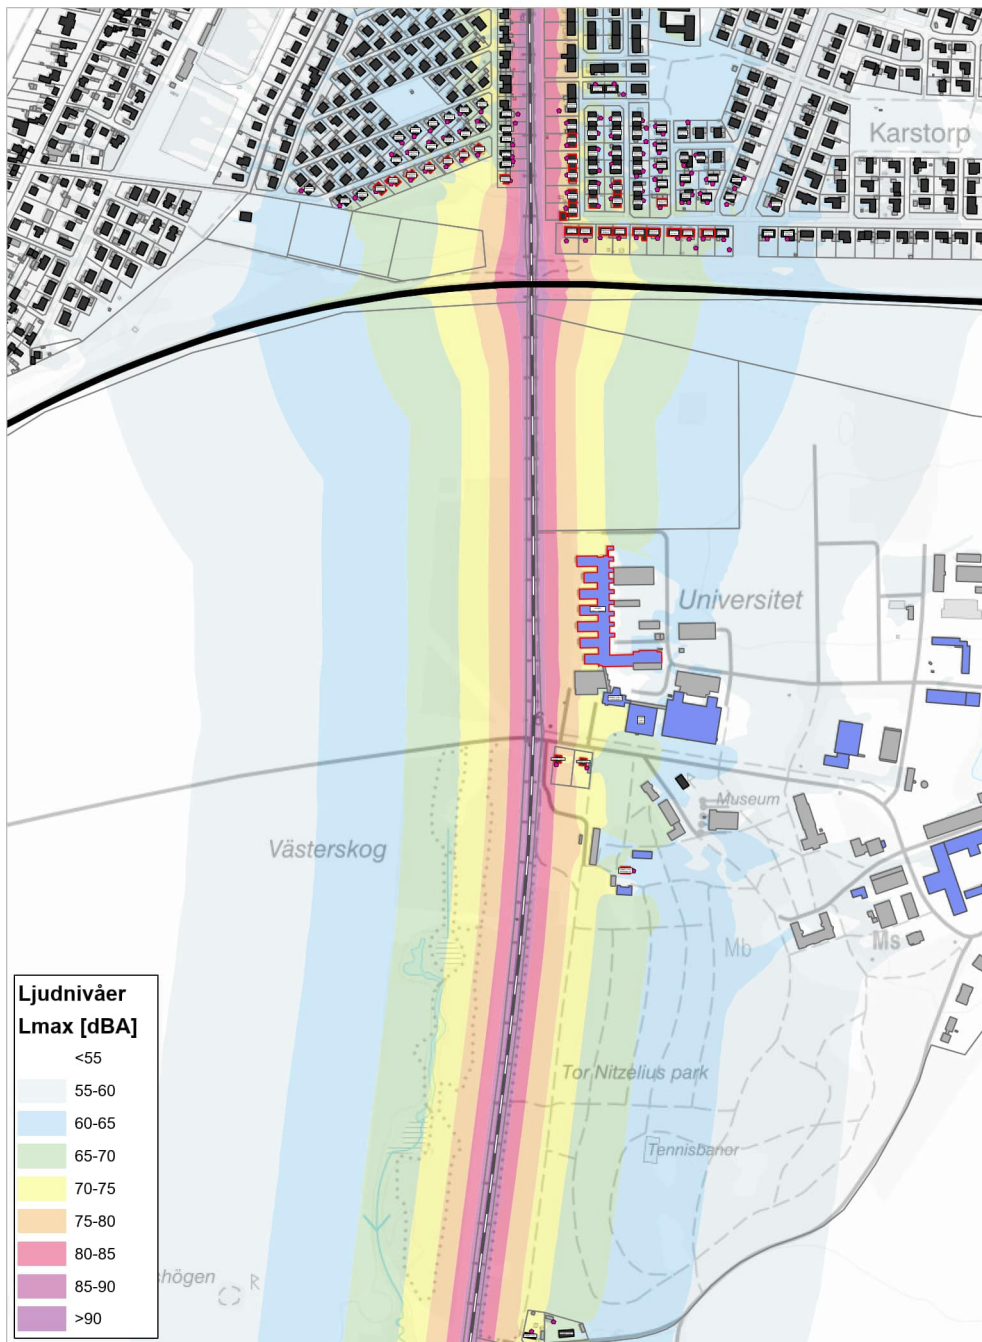 Karstorp
Universitet
Museum
Västerskog
Mb
Ms
Tor Nitzelius park
Tennisbanor
shögen
R
Ljudnivåer
Lmax [dBA]
<55
55-60
60-65
65-70
70-75
75-80
80-85
85-90
>90